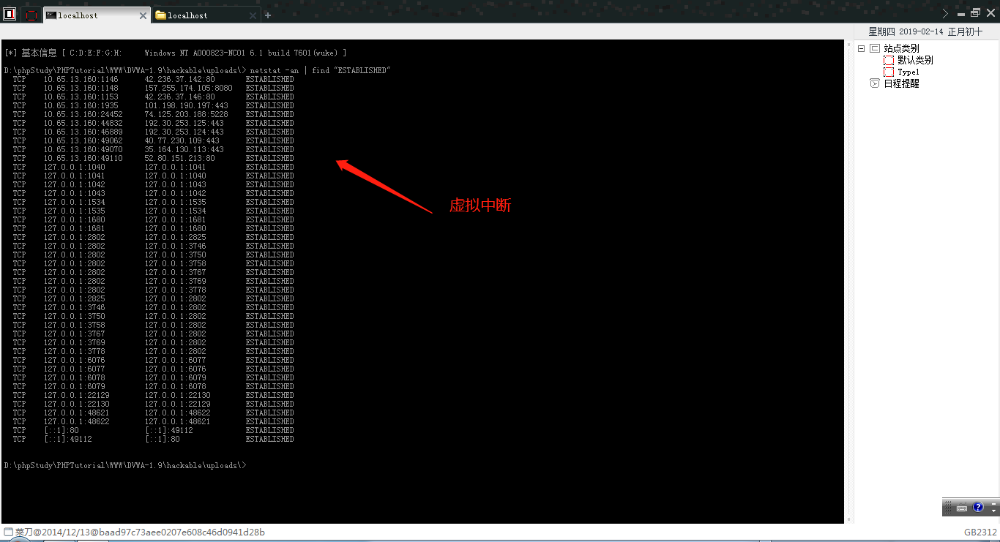 localhost
localhost
星期四 2019-02-14 正月初十
[*] 基本信息 [ C:D:E:F:G:H: Windows NT A000823-NC01 6.1 build 7601(wuke) ]
D:\phpStudy\PHPTutorial\WWW\DVWA-1.9\hackable\uploads\> netstat -an | find "ESTABLISHED"
TCP 10.65.13.160:1146 42.236.37.142:80 ESTABLISHED
TCP 10.65.13.160:1148 157.255.174.105:8080 ESTABLISHED
TCP 10.65.13.160:1153 42.236.37.146:80 ESTABLISHED
TCP 10.65.13.160:1935 101.198.190.197:443 ESTABLISHED
TCP 10.65.13.160:24452 74.125.203.188:5228 ESTABLISHED
TCP 10.65.13.160:44832 192.30.253.125:443 ESTABLISHED
TCP 10.65.13.160:46889 192.30.253.124:443 ESTABLISHED
TCP 10.65.13.160:49062 40.77.230.109:443 ESTABLISHED
TCP 10.65.13.160:49070 35.164.130.113:443 ESTABLISHED
TCP 10.65.13.160:49110 52.80.151.213:80 ESTABLISHED
TCP 127.0.0.1:1040 127.0.0.1:1041 ESTABLISHED
TCP 127.0.0.1:1041 127.0.0.1:1040 ESTABLISHED
TCP 127.0.0.1:1042 127.0.0.1:1043 ESTABLISHED
TCP 127.0.0.1:1043 127.0.0.1:1042 ESTABLISHED
TCP 127.0.0.1:1534 127.0.0.1:1535 ESTABLISHED
TCP 127.0.0.1:1535 127.0.0.1:1534 ESTABLISHED
TCP 127.0.0.1:1680 127.0.0.1:1681 ESTABLISHED
TCP 127.0.0.1:1681 127.0.0.1:1680 ESTABLISHED
TCP 127.0.0.1:2802 127.0.0.1:2825 ESTABLISHED
TCP 127.0.0.1:2802 127.0.0.1:3746 ESTABLISHED
TCP 127.0.0.1:2802 127.0.0.1:3750 ESTABLISHED
TCP 127.0.0.1:2802 127.0.0.1:3758 ESTABLISHED
TCP 127.0.0.1:2802 127.0.0.1:3767 ESTABLISHED
TCP 127.0.0.1:2802 127.0.0.1:3769 ESTABLISHED
TCP 127.0.0.1:2802 127.0.0.1:3778 ESTABLISHED
TCP 127.0.0.1:2825 127.0.0.1:2802 ESTABLISHED
TCP 127.0.0.1:3746 127.0.0.1:2802 ESTABLISHED
TCP 127.0.0.1:3750 127.0.0.1:2802 ESTABLISHED
TCP 127.0.0.1:3758 127.0.0.1:2802 ESTABLISHED
TCP 127.0.0.1:3767 127.0.0.1:2802 ESTABLISHED
TCP 127.0.0.1:3769 127.0.0.1:2802 ESTABLISHED
TCP 127.0.0.1:3778 127.0.0.1:2802 ESTABLISHED
TCP 127.0.0.1:6076 127.0.0.1:6077 ESTABLISHED
TCP 127.0.0.1:6077 127.0.0.1:6076 ESTABLISHED
TCP 127.0.0.1:6078 127.0.0.1:6079 ESTABLISHED
TCP 127.0.0.1:6079 127.0.0.1:6078 ESTABLISHED
TCP 127.0.0.1:22129 127.0.0.1:22130 ESTABLISHED
TCP 127.0.0.1:22130 127.0.0.1:22129 ESTABLISHED
TCP 127.0.0.1:48621 127.0.0.1:48622 ESTABLISHED
TCP 127.0.0.1:48622 127.0.0.1:48621 ESTABLISHED
TCP [::1]:80 [::1]:49112 ESTABLISHED
TCP [::1]:49112 [::1]:80 ESTABLISHED
D:\phpStudy\PHPTutorial\WWW\DVWA-1.9\hackable\uploads\>
虚拟中断
站点类别
默认类别
Type1
日程提醒
菜刀@2014/12/13@baad97c73aee0207e608c46d0941d28b
GB2312